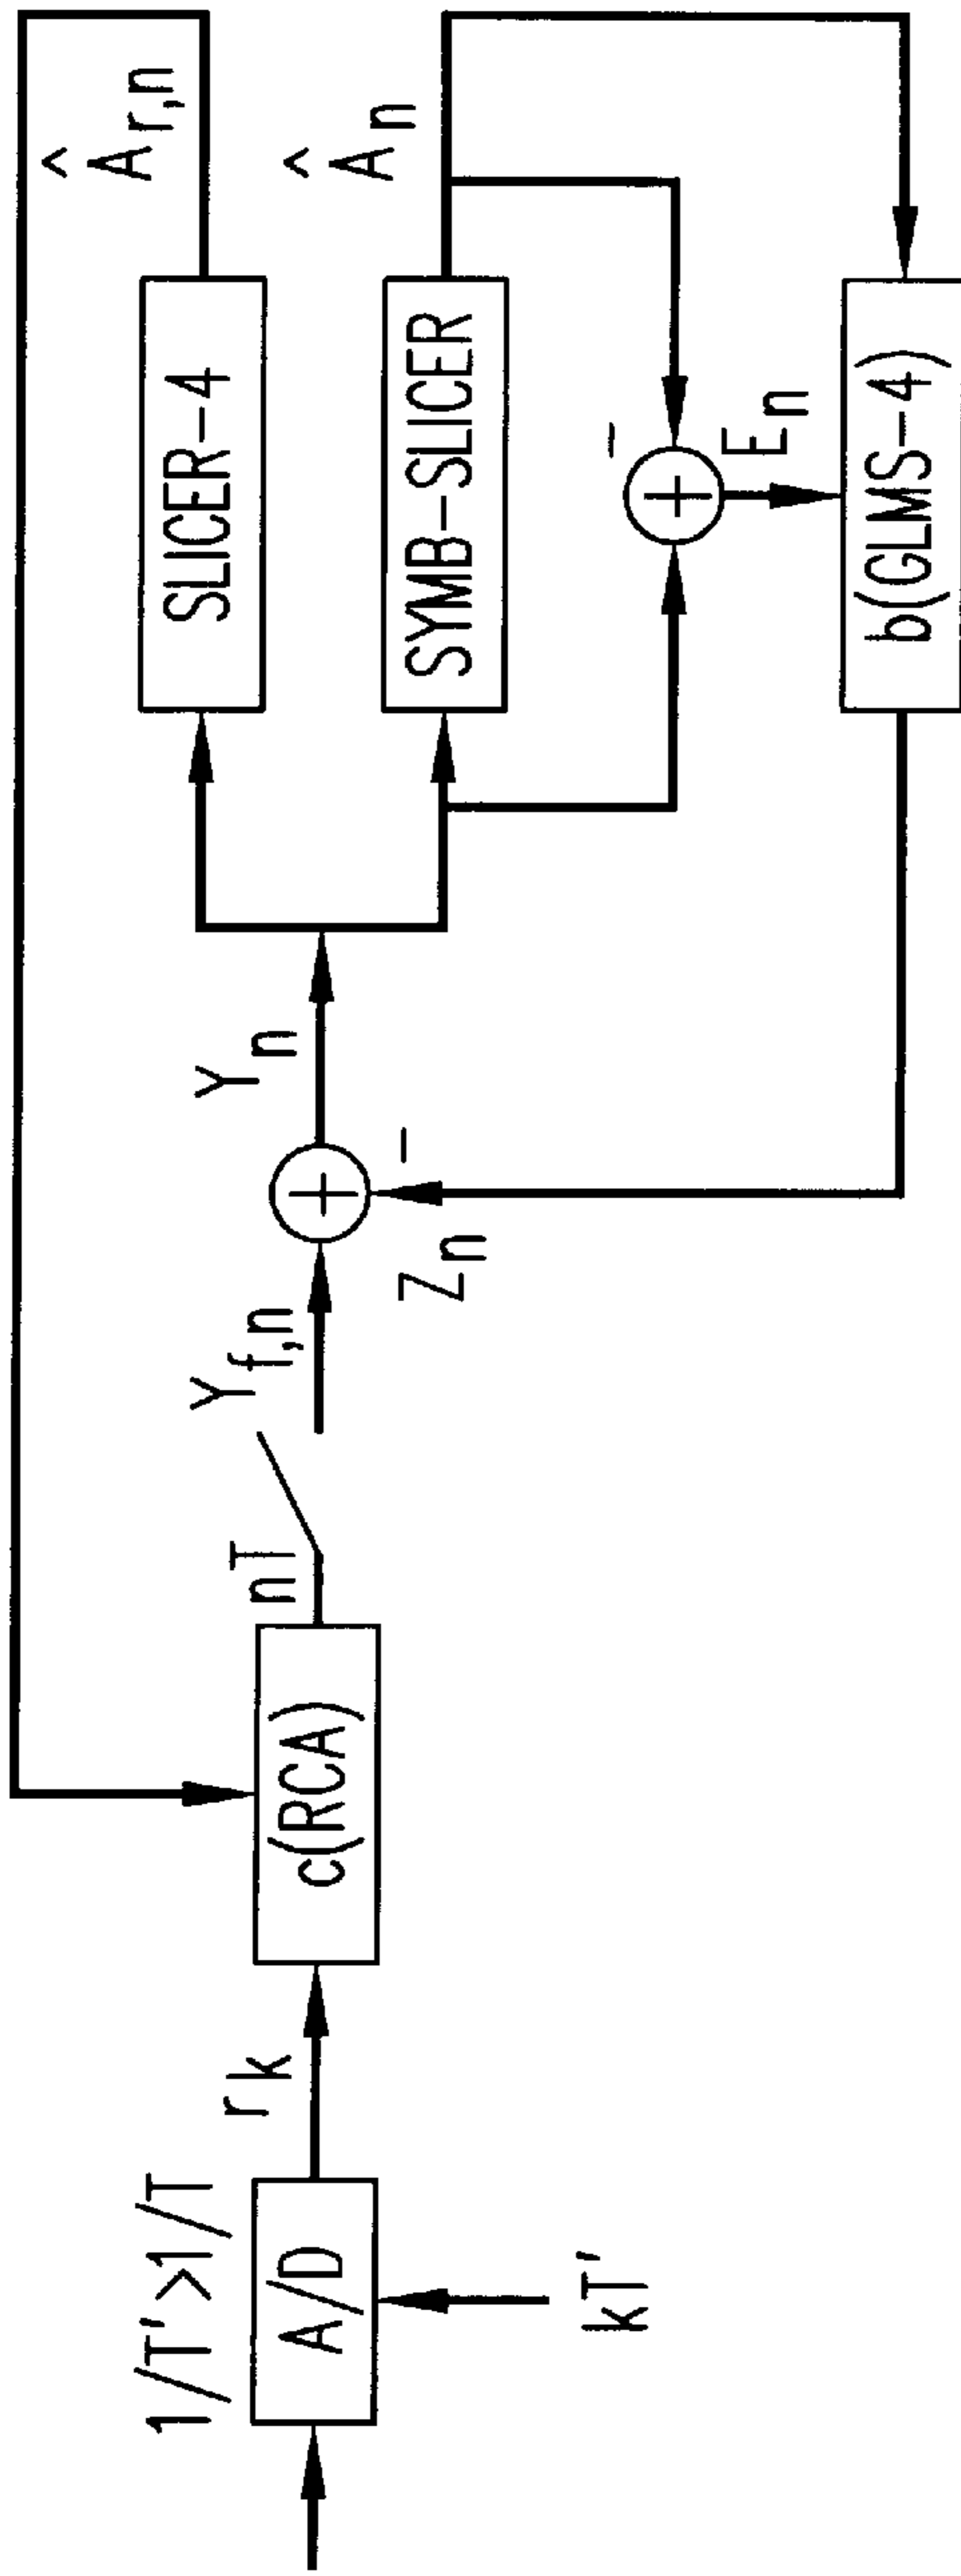 1/T'>1/T
A/D
kT'
r_k
c(RCA)
nT
Y_f,n
Z_n
−
Y_n
SLICER-4
SYMB-SLICER
Â_r,n
Â_n
−
E_n
b(GLMS-4)
+
+